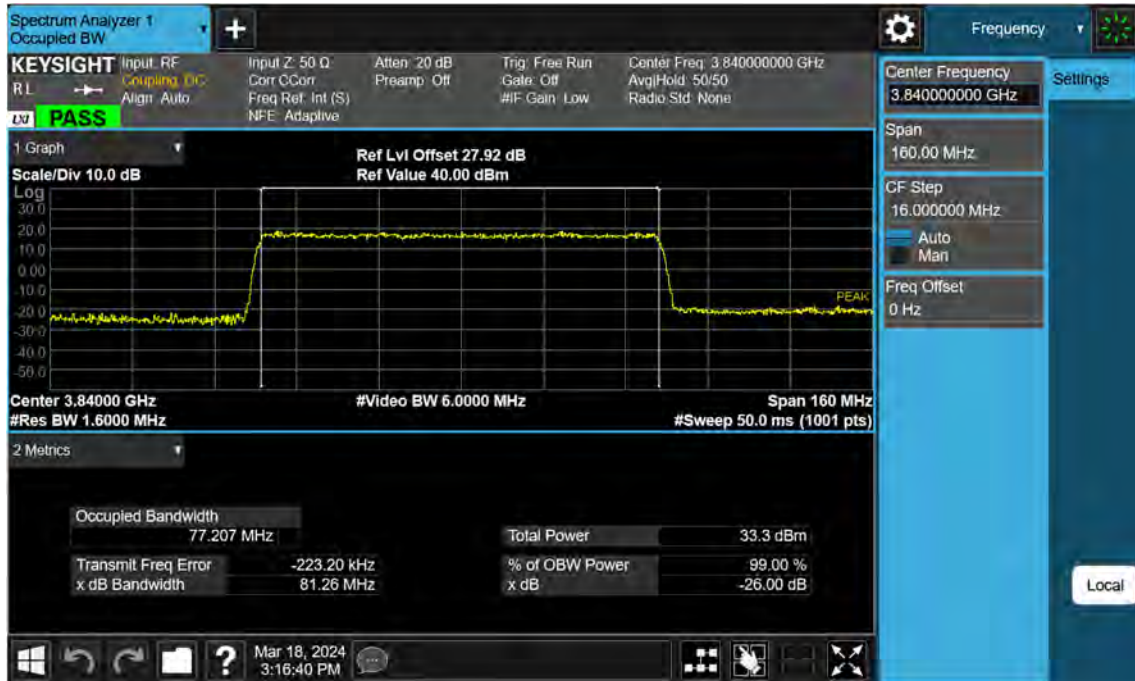 Spectrum Analyzer 1
Occupied BW
+
Frequency
KEYSIGHT
Input: RF
Input Z: 50 Ω
Atten: 20 dB
Trig: Free Run
Center Freq: 3.840000000 GHz
RL
Coupling: DC
Corr CCorr
Preamp: Off
Gate: Off
Avg|Hold: 50/50
Align: Auto
Freq Ref: Int (S)
#IF Gain: Low
Radio Std: None
NFE: Adaptive
LXI
PASS
Center Frequency
3.840000000 GHz
Settings
Span
160.00 MHz
CF Step
16.000000 MHz
Auto
Man
Freq Offset
0 Hz
Local
1 Graph
Ref Lvl Offset 27.92 dB
Scale/Div 10.0 dB
Ref Value 40.00 dBm
Log
30.0
20.0
10.0
0.00
-10.0
PEAK
-20.0
-30.0
-40.0
-50.0
Center 3.84000 GHz
#Video BW 6.0000 MHz
Span 160 MHz
#Res BW 1.6000 MHz
#Sweep 50.0 ms (1001 pts)
2 Metrics
Occupied Bandwidth
77.207 MHz
Total Power
33.3 dBm
Transmit Freq Error
-223.20 kHz
% of OBW Power
99.00 %
x dB Bandwidth
81.26 MHz
x dB
-26.00 dB
?
Mar 18, 2024
3:16:40 PM